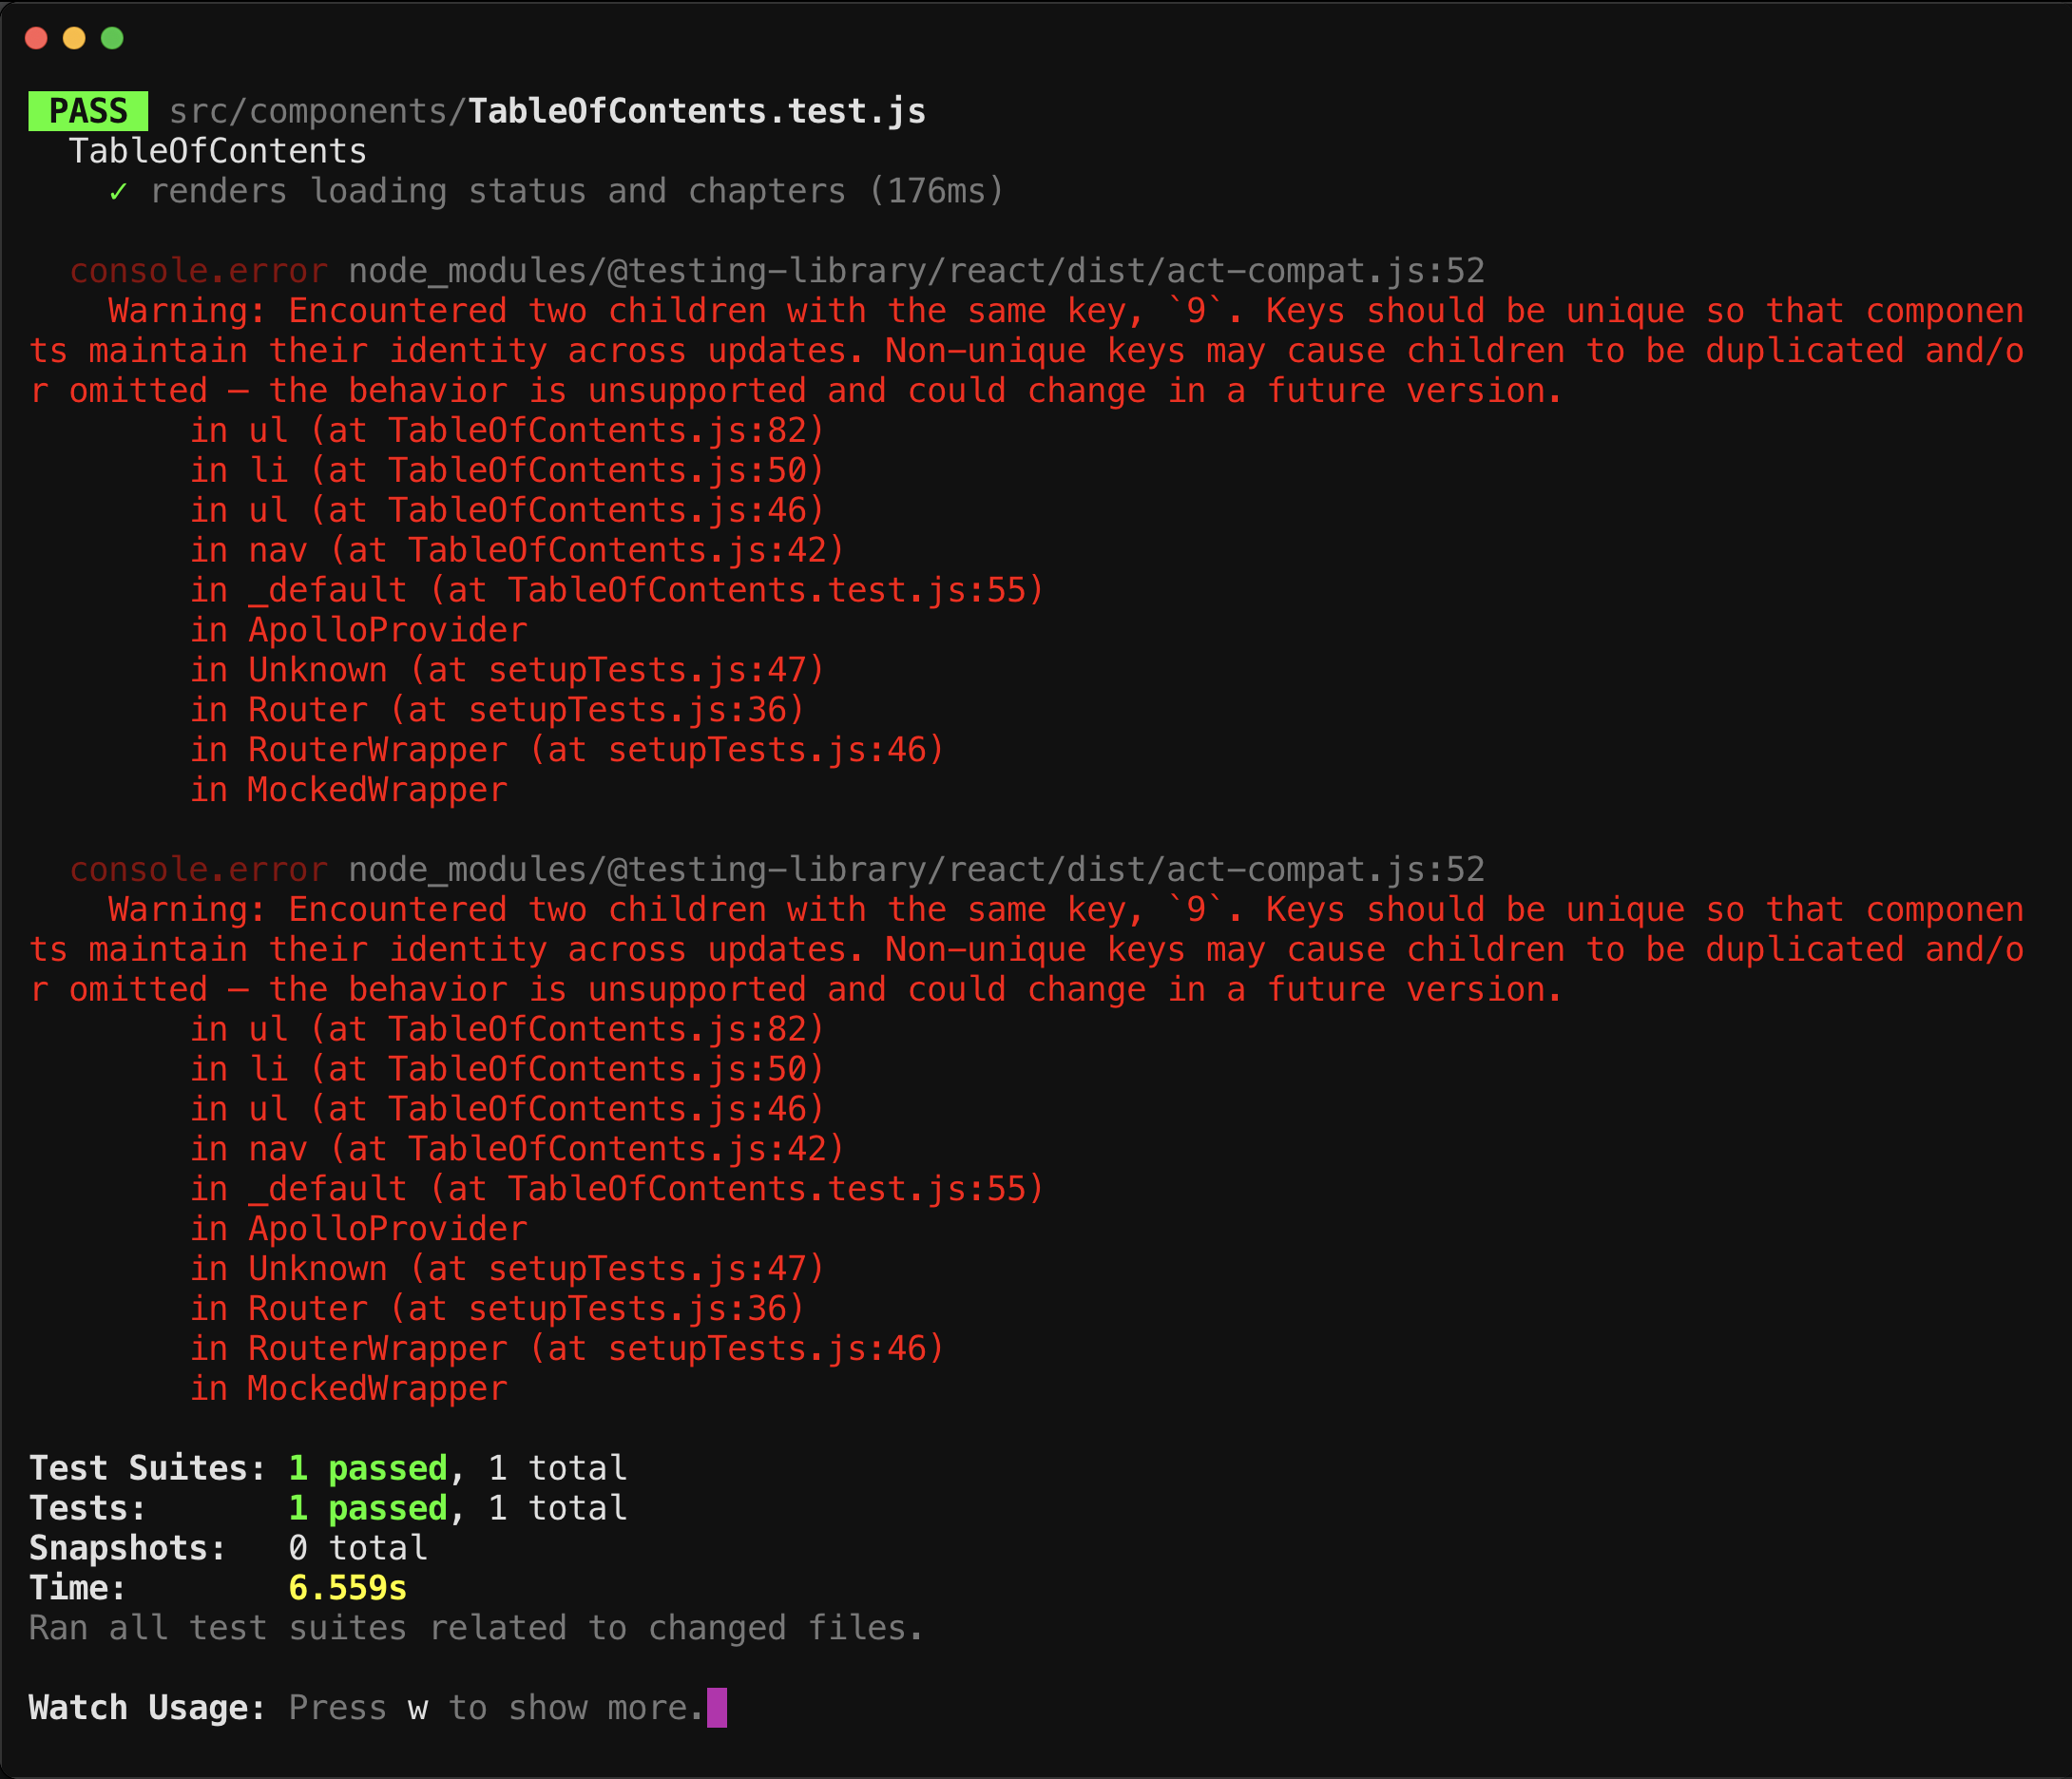 PASS src/components/TableOfContents.test.js
TableOfContents
✓ renders loading status and chapters (176ms)
console.error node_modules/@testing-library/react/dist/act-compat.js:52
Warning: Encountered two children with the same key, `9`. Keys should be unique so that componen
ts maintain their identity across updates. Non-unique keys may cause children to be duplicated and/o
r omitted — the behavior is unsupported and could change in a future version.
in ul (at TableOfContents.js:82)
in li (at TableOfContents.js:50)
in ul (at TableOfContents.js:46)
in nav (at TableOfContents.js:42)
in _default (at TableOfContents.test.js:55)
in ApolloProvider
in Unknown (at setupTests.js:47)
in Router (at setupTests.js:36)
in RouterWrapper (at setupTests.js:46)
in MockedWrapper
console.error node_modules/@testing-library/react/dist/act-compat.js:52
Warning: Encountered two children with the same key, `9`. Keys should be unique so that componen
ts maintain their identity across updates. Non-unique keys may cause children to be duplicated and/o
r omitted — the behavior is unsupported and could change in a future version.
in ul (at TableOfContents.js:82)
in li (at TableOfContents.js:50)
in ul (at TableOfContents.js:46)
in nav (at TableOfContents.js:42)
in _default (at TableOfContents.test.js:55)
in ApolloProvider
in Unknown (at setupTests.js:47)
in Router (at setupTests.js:36)
in RouterWrapper (at setupTests.js:46)
in MockedWrapper
Test Suites: 1 passed, 1 total
Tests: 1 passed, 1 total
Snapshots: 0 total
Time: 6.559s
Ran all test suites related to changed files.
Watch Usage: Press w to show more.